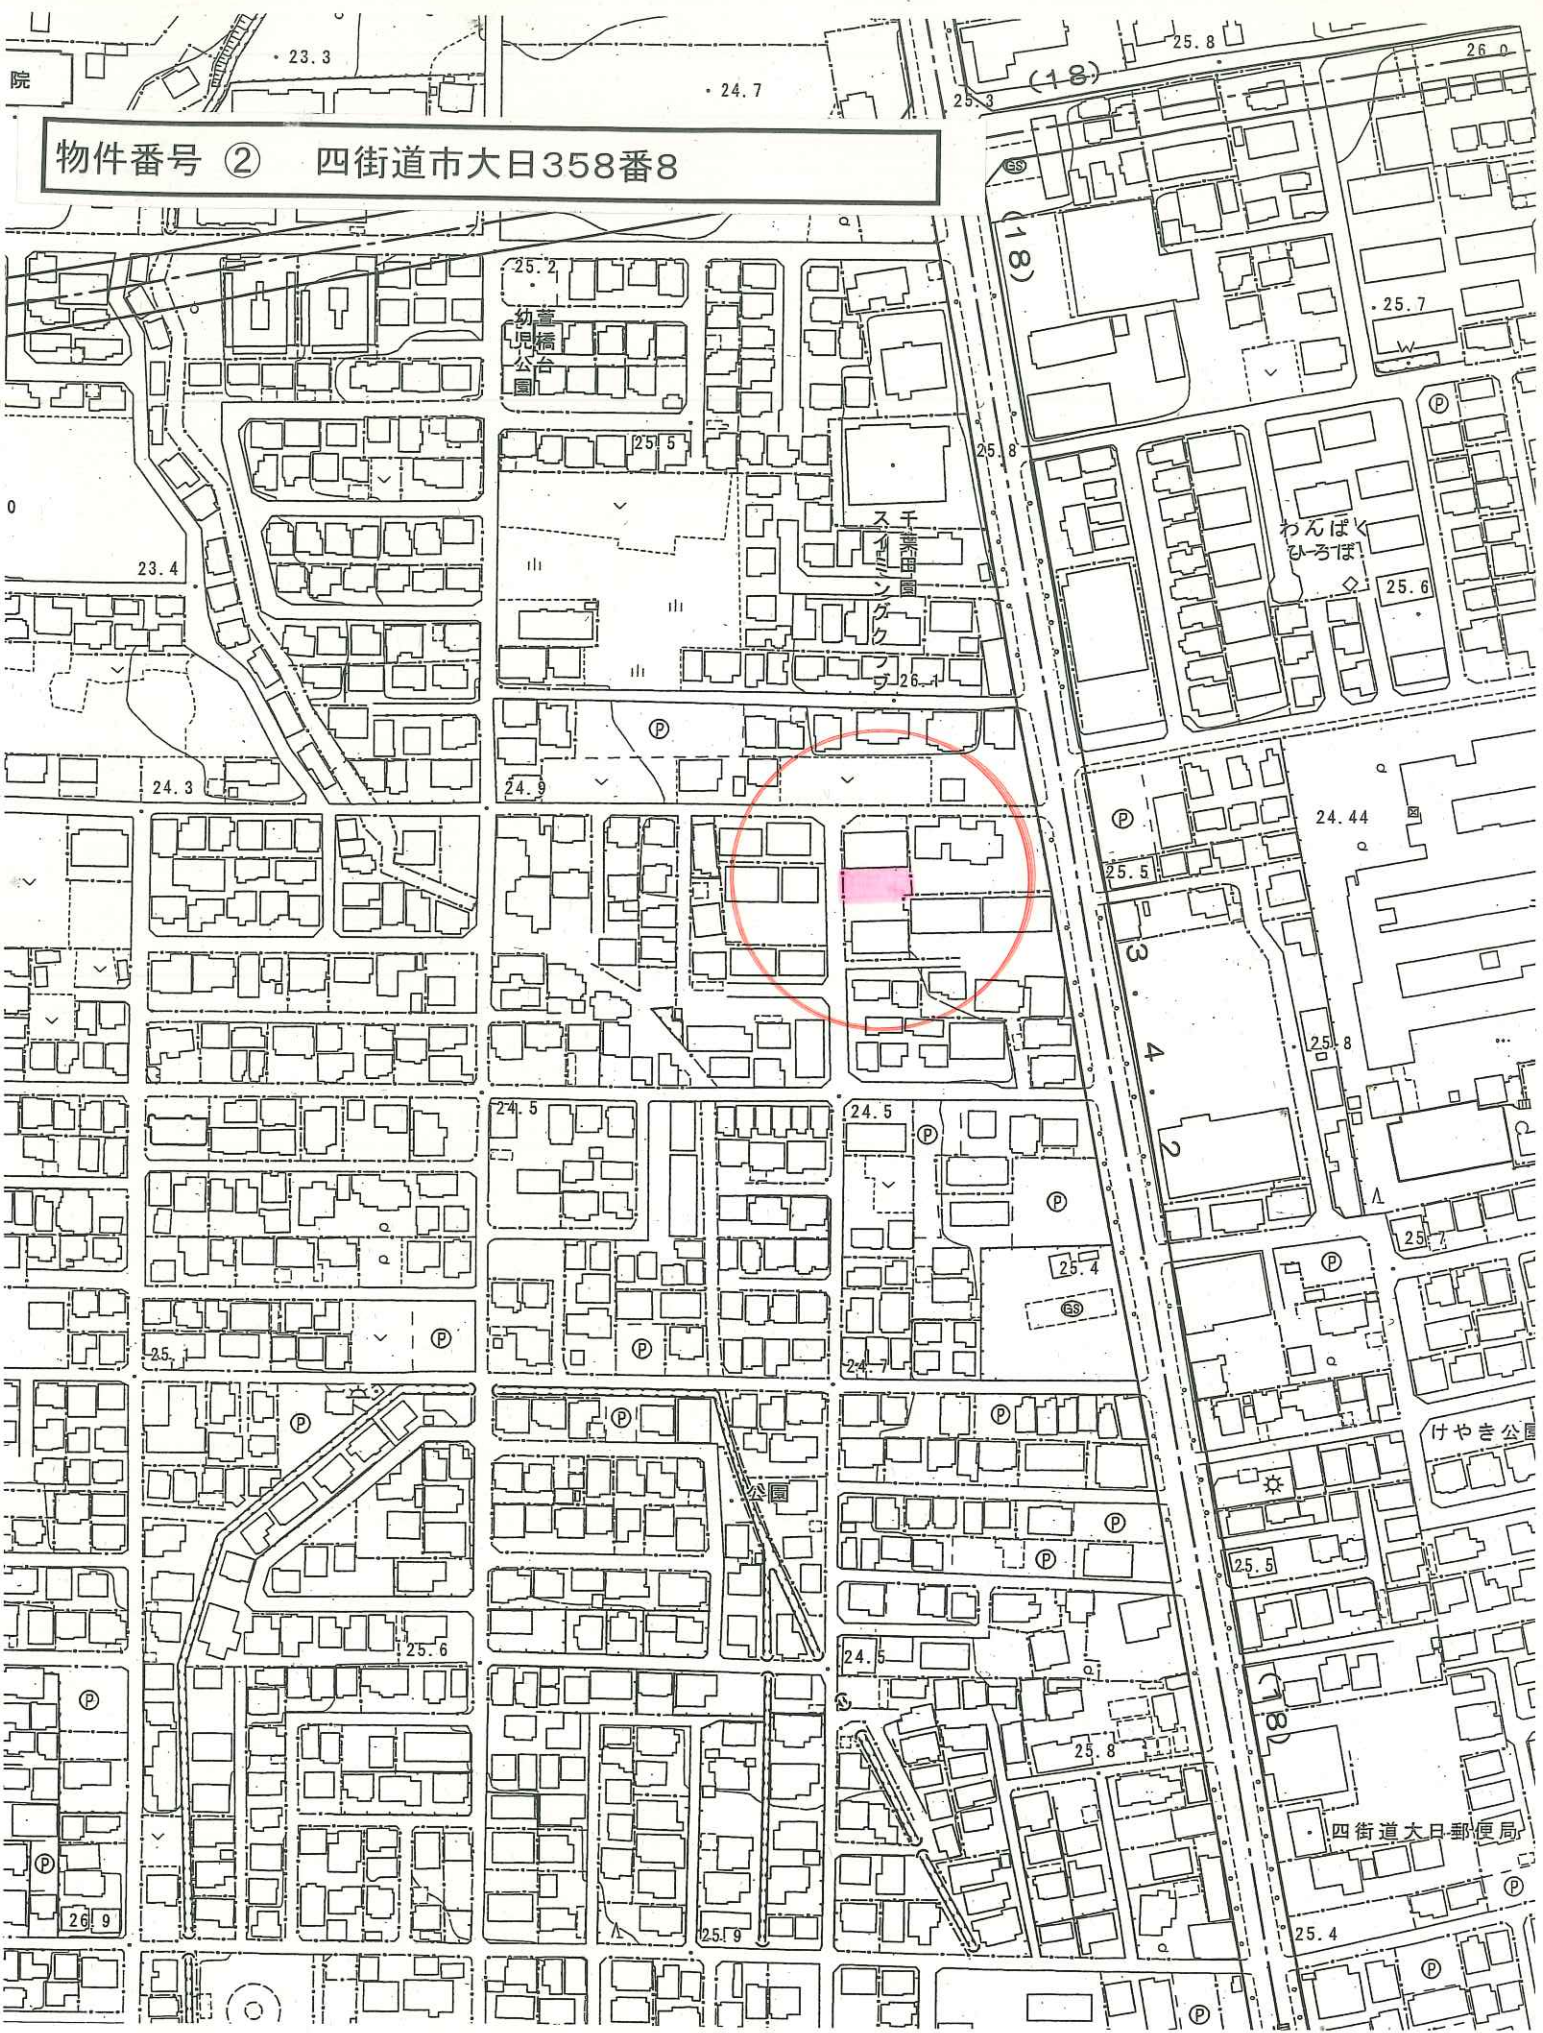 院
23.3
24.7
25.8
26.0
(18)
25.3
物件番号 ② 四街道市大日358番8
GS
(18)
25.2
萱橋台
幼児公園
25.7
W
P
25.5
25.8
0
千葉田園
スイミングクラブ
わんぱく
ひろば
23.4
25.6
26.1
P
24.3
24.9
P
24.44
25.5
3.4.2
25.8
24.5
24.5
P
P
25.7
25.4
P
GS
P
P
25.1
24.7
P
P
P
けやき公園
公園
P
P
25.5
25.6
24.5
P
(18)
25.8
四街道大日郵便局
P
P
26.9
25.9
25.4
P
P